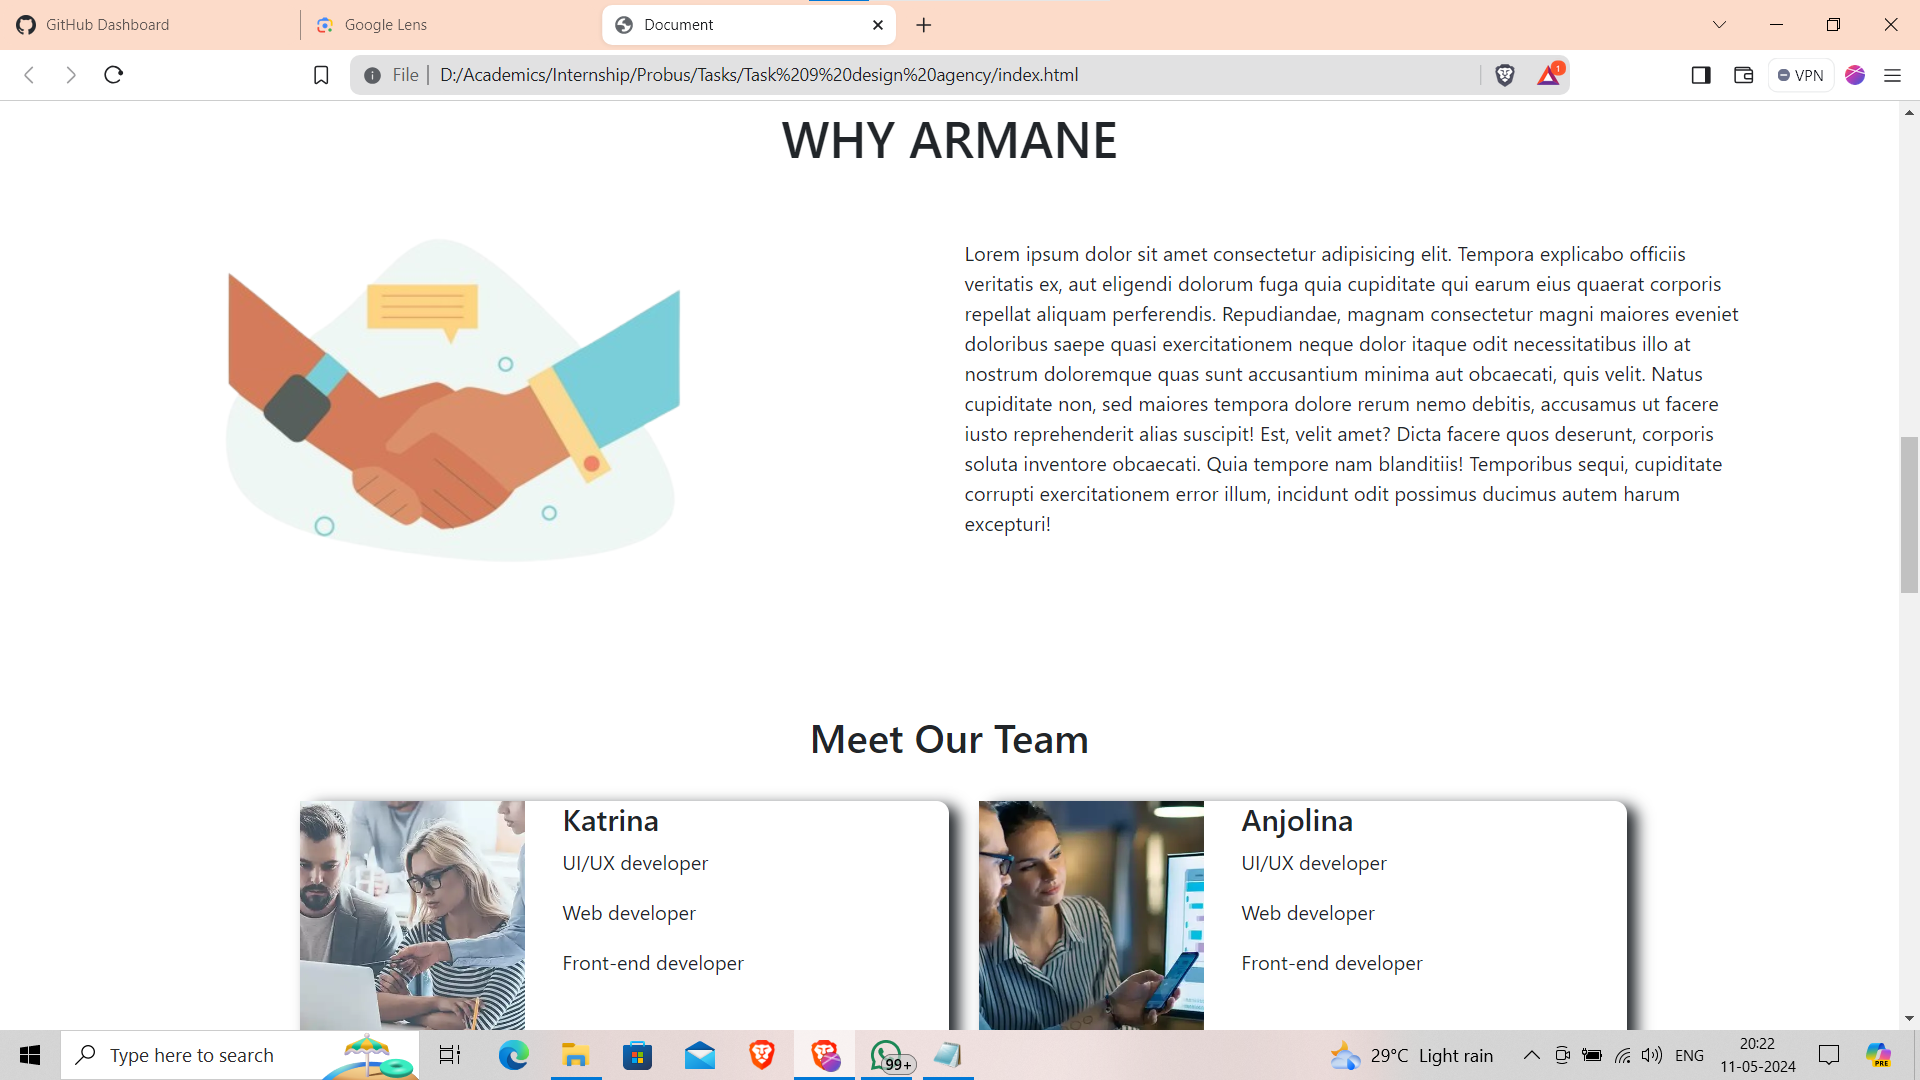 GitHub Dashboard
Google Lens
Document
File
D:/Academics/Internship/Probus/Tasks/Task%209%20design%20agency/index.html
1
VPN
WHY ARMANE
Lorem ipsum dolor sit amet consectetur adipisicing elit. Tempora explicabo officiis
veritatis ex, aut eligendi dolorum fuga quia cupiditate qui earum eius quaerat corporis
repellat aliquam perferendis. Repudiandae, magnam consectetur magni maiores eveniet
doloribus saepe quasi exercitationem neque dolor itaque odit necessitatibus illo at
nostrum doloremque quas sunt accusantium minima aut obcaecati, quis velit. Natus
cupiditate non, sed maiores tempora dolore rerum nemo debitis, accusamus ut facere
iusto reprehenderit alias suscipit! Est, velit amet? Dicta facere quos deserunt, corporis
soluta inventore obcaecati. Quia tempore nam blanditiis! Temporibus sequi, cupiditate
corrupti exercitationem error illum, incidunt odit possimus ducimus autem harum
excepturi!
Meet Our Team
Katrina
UI/UX developer
Web developer
Front-end developer
Anjolina
UI/UX developer
Web developer
Front-end developer
Type here to search
99+
29°C Light rain
ENG
20:22
11-05-2024
PRE